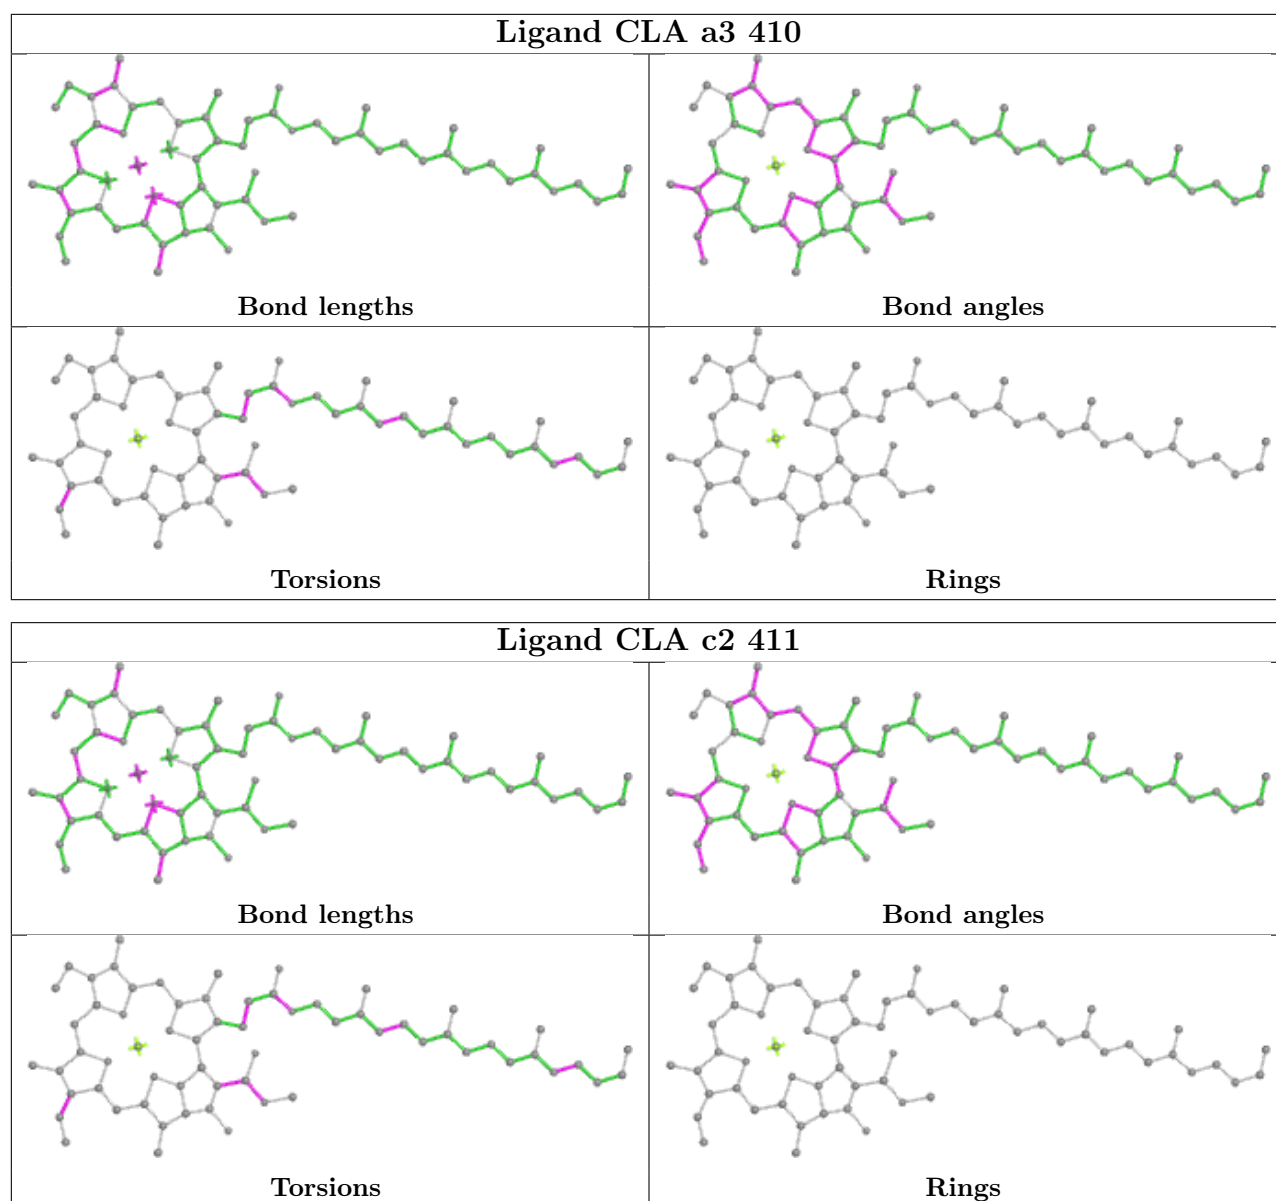 Ligand CLA a3 410
Bond lengths
Bond angles
Torsions
Rings
Ligand CLA c2 411
Bond lengths
Bond angles
Torsions
Rings